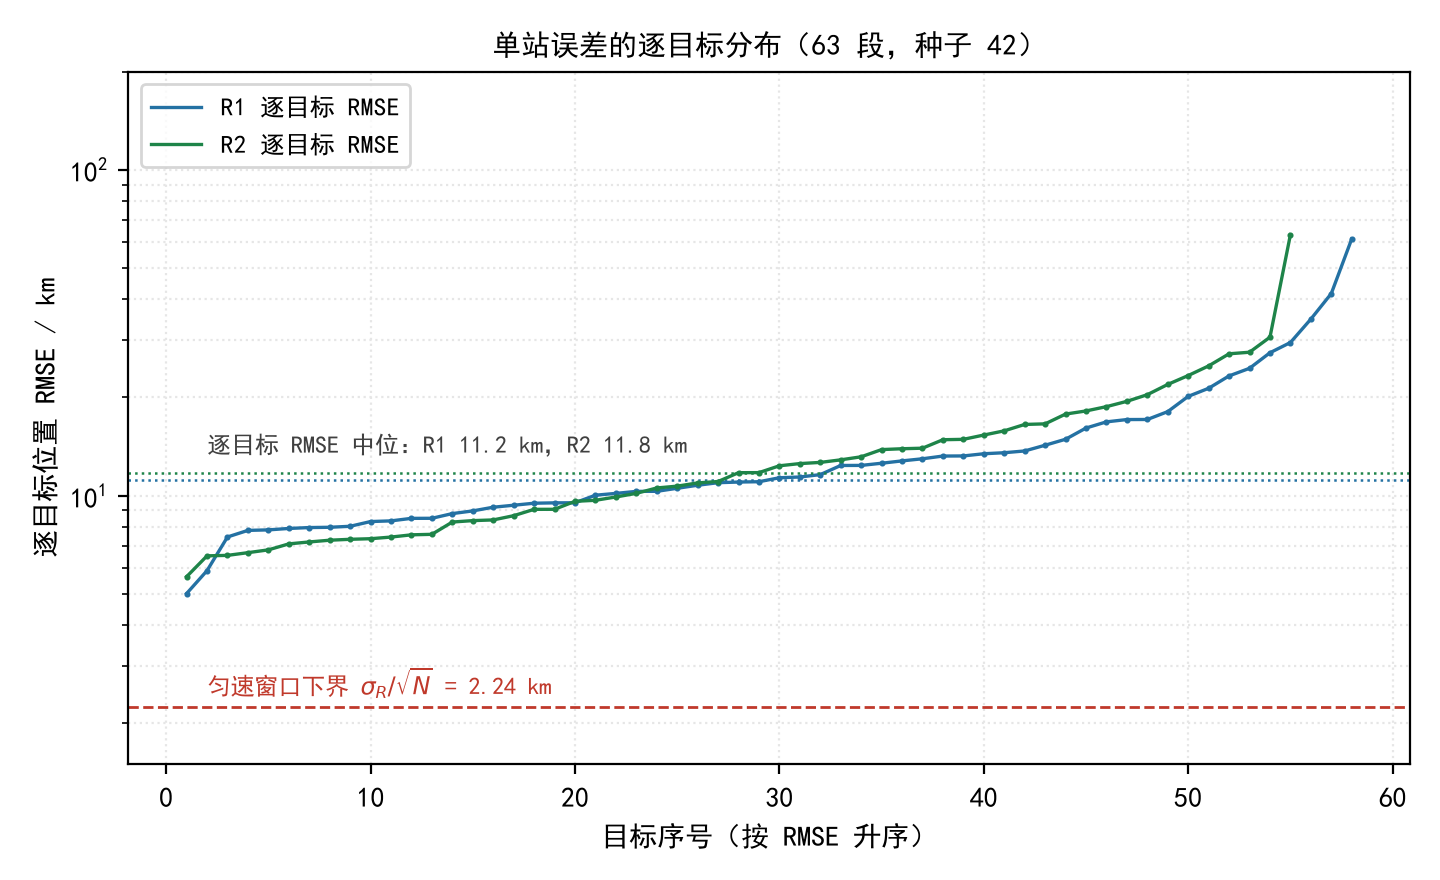 单站误差的逐目标分布（63 段，种子 42）
R1 逐目标 RMSE
R2 逐目标 RMSE
10²
逐目标位置 RMSE / km
逐目标 RMSE 中位：R1 11.2 km，R2 11.8 km
10¹
匀速窗口下界 σ_R/√N = 2.24 km
0 10 20 30 40 50 60
目标序号（按 RMSE 升序）